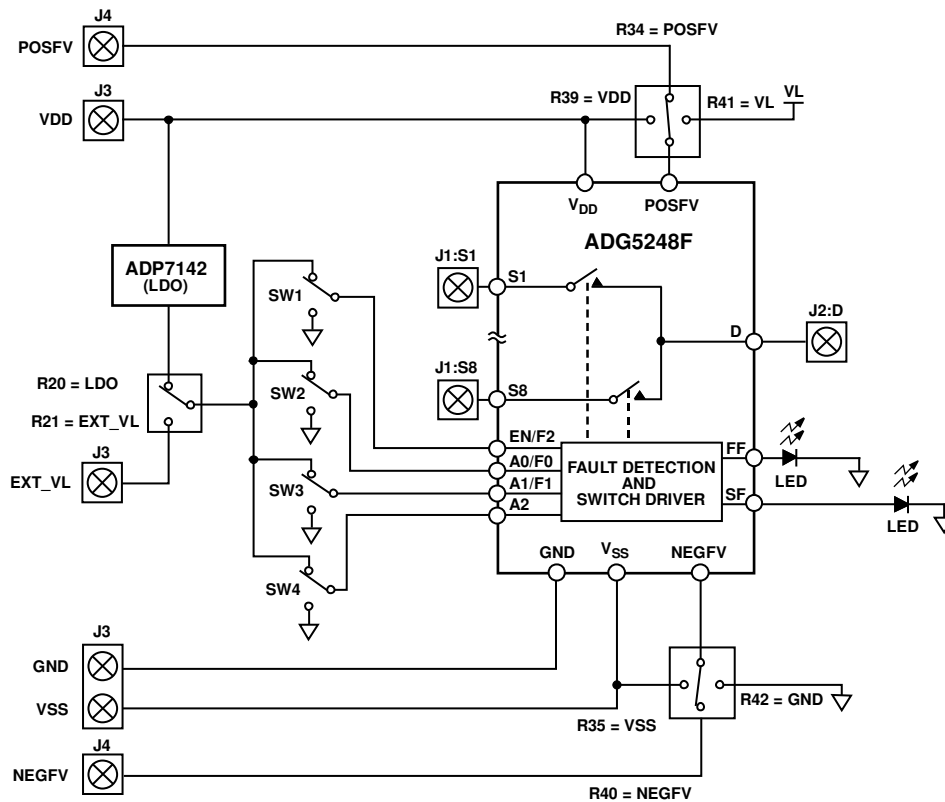 J4
POSFV
R34 = POSFV
J3
VDD
R39 = VDD
R41 = VL
VL
VDD
POSFV
ADG5248F
ADP7142
(LDO)
J1:S1
S1
SW1
J2:D
D
R20 = LDO
R21 = EXT_VL
SW2
J1:S8
S8
J3
EXT_VL
SW3
EN/F2
A0/F0
A1/F1
A2
FAULT DETECTION
AND
SWITCH DRIVER
FF
LED
SF
LED
SW4
GND
VSS
NEGFV
J3
GND
VSS
R35 = VSS
R42 = GND
J4
NEGFV
R40 = NEGFV